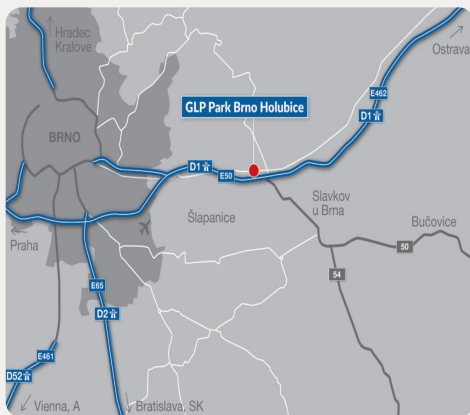 Hradec
Kralove
Ostrava
E462
D1
GLP Park Brno Holubice
BRNO
D1
E50
Slavkov
u Brna
Šlapanice
Bučovice
Praha
50
54
E65
D2
E461
D52
Vienna, A
Bratislava, SK